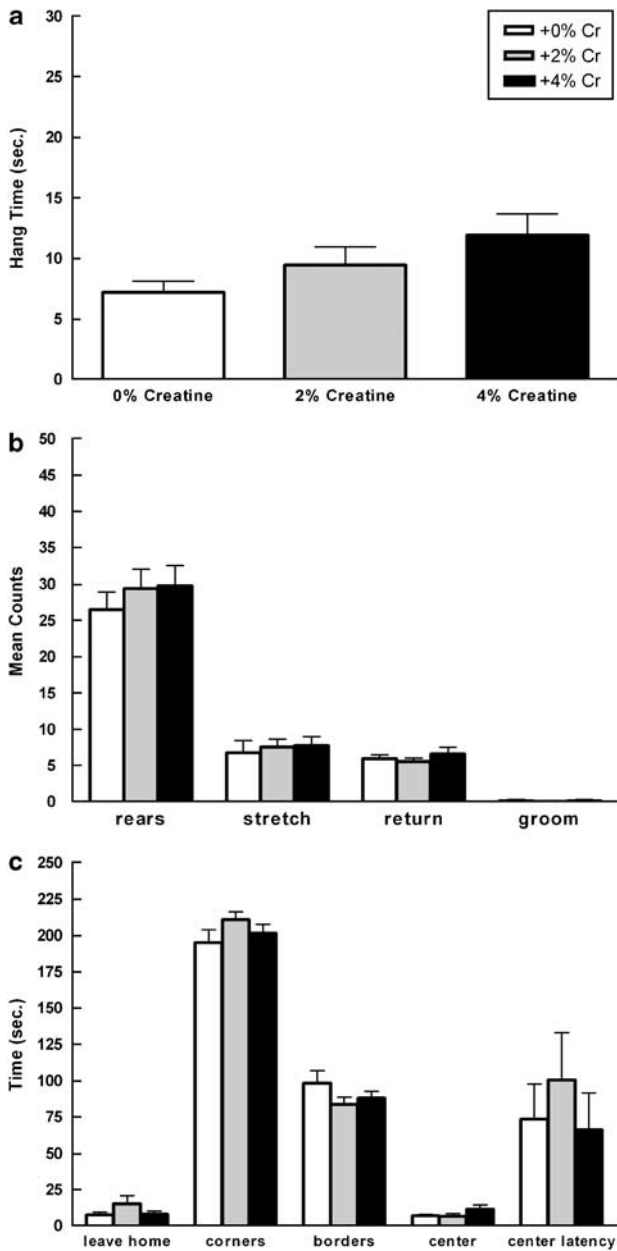 a
+0% Cr
+2% Cr
+4% Cr
Hang Time (sec.)
30
25
20
15
10
5
0
0% Creatine 2% Creatine 4% Creatine
b
Mean Counts
50
45
40
35
30
25
20
15
10
5
0
rears stretch return groom
c
Time (sec.)
250
225
200
175
150
125
100
75
50
25
0
leave home corners borders center center latency